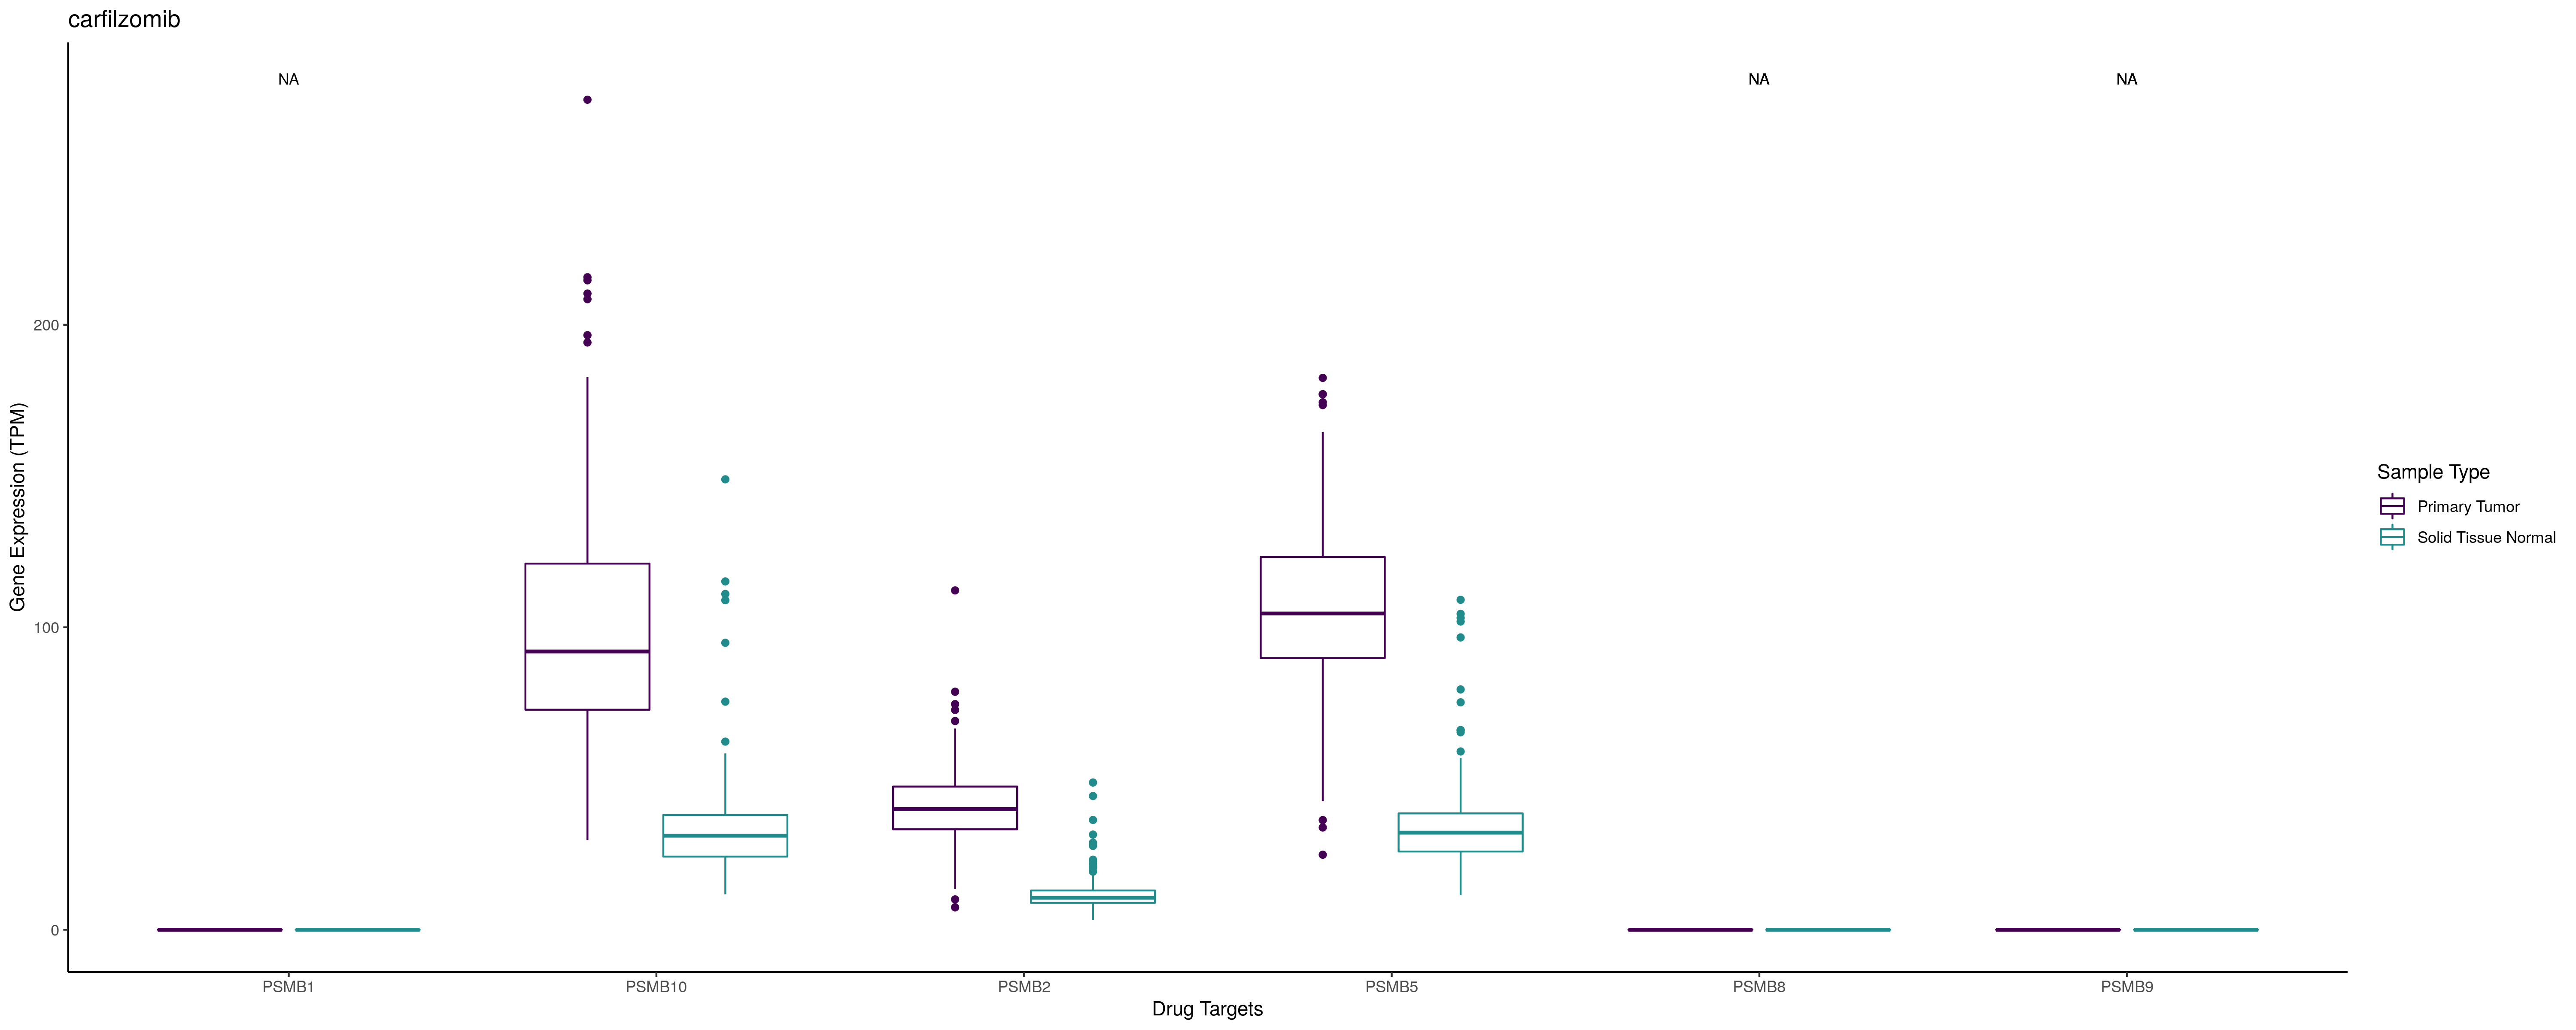 carfilzomib
NA
NA
NA
200
100
0
Gene Expression (TPM)
PSMB1
PSMB10
PSMB2
PSMB5
PSMB8
PSMB9
Drug Targets
Sample Type
Primary Tumor
Solid Tissue Normal